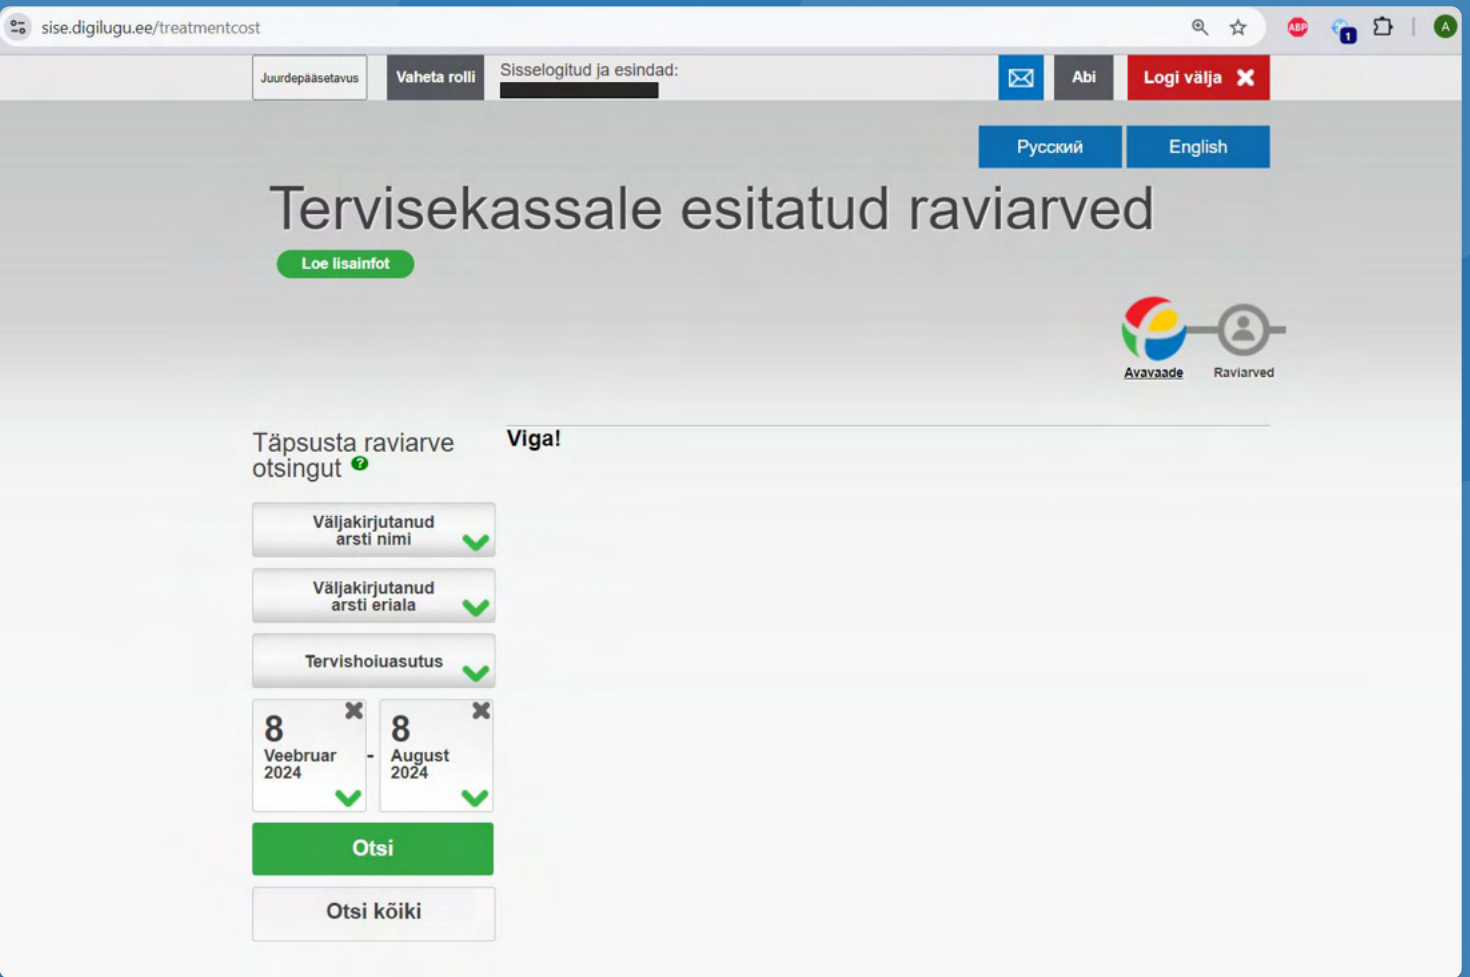 sise.digilugu.ee/treatmentcost
ABP
1
A
Juurdepääsetavus
Vaheta rolli
Sisselogitud ja esindad:
Abi
Logi välja
Русский
English
Tervisekassale esitatud raviarved
Loe lisainfot
Avavaade
Raviarved
Täpsusta raviarve
otsingut ?
Viga!
Väljakirjutanud
arsti nimi
Väljakirjutanud
arsti eriala
Tervishoiuasutus
8
Veebruar
2024
-
8
August
2024
Otsi
Otsi kõiki